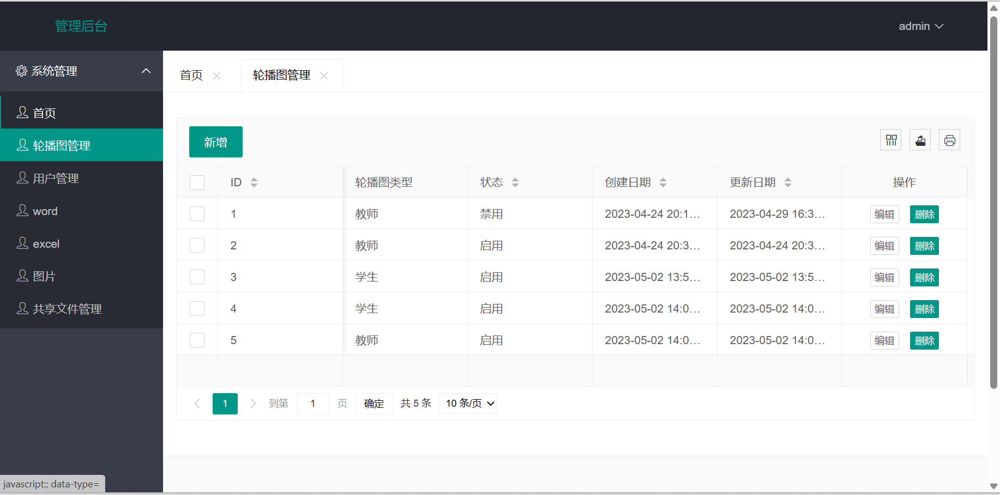 管理后台
admin
系统管理
首页
轮播图管理
用户管理
word
excel
图片
共享文件管理
首页 轮播图管理
新增
ID 轮播图类型 状态 创建日期 更新日期 操作
1 教师 禁用 2023-04-24 20:1... 2023-04-29 16:3... 编辑 删除
2 教师 启用 2023-04-24 20:3... 2023-04-24 20:3... 编辑 删除
3 学生 启用 2023-05-02 13:5... 2023-05-02 13:5... 编辑 删除
4 学生 启用 2023-05-02 14:0... 2023-05-02 14:0... 编辑 删除
5 教师 启用 2023-05-02 14:0... 2023-05-02 14:0... 编辑 删除
1 到第 1 页 确定 共 5 条 10 条/页
javascript:; data-type=